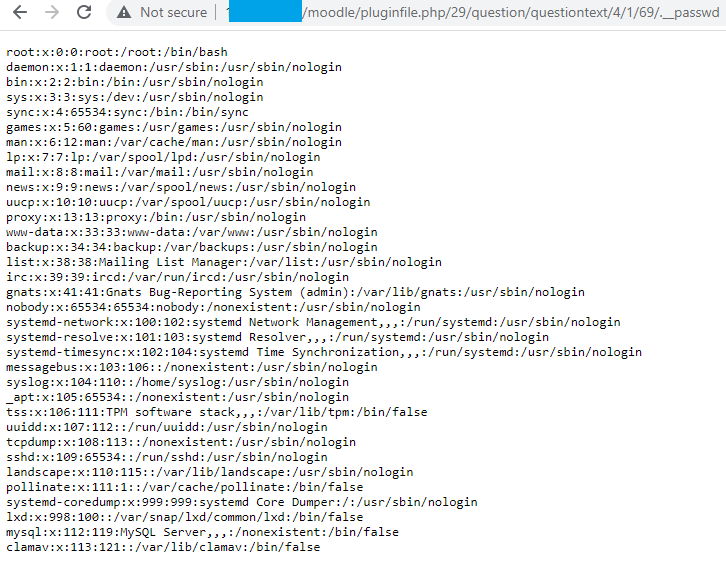 Not secure 1 /moodle/pluginfile.php/29/question/questiontext/4/1/69/.__passwd
root:x:0:0:root:/root:/bin/bash
daemon:x:1:1:daemon:/usr/sbin:/usr/sbin/nologin
bin:x:2:2:bin:/bin:/usr/sbin/nologin
sys:x:3:3:sys:/dev:/usr/sbin/nologin
sync:x:4:65534:sync:/bin:/bin/sync
games:x:5:60:games:/usr/games:/usr/sbin/nologin
man:x:6:12:man:/var/cache/man:/usr/sbin/nologin
lp:x:7:7:lp:/var/spool/lpd:/usr/sbin/nologin
mail:x:8:8:mail:/var/mail:/usr/sbin/nologin
news:x:9:9:news:/var/spool/news:/usr/sbin/nologin
uucp:x:10:10:uucp:/var/spool/uucp:/usr/sbin/nologin
proxy:x:13:13:proxy:/bin:/usr/sbin/nologin
www-data:x:33:33:www-data:/var/www:/usr/sbin/nologin
backup:x:34:34:backup:/var/backups:/usr/sbin/nologin
list:x:38:38:Mailing List Manager:/var/list:/usr/sbin/nologin
irc:x:39:39:ircd:/var/run/ircd:/usr/sbin/nologin
gnats:x:41:41:Gnats Bug-Reporting System (admin):/var/lib/gnats:/usr/sbin/nologin
nobody:x:65534:65534:nobody:/nonexistent:/usr/sbin/nologin
systemd-network:x:100:102:systemd Network Management,,,:/run/systemd:/usr/sbin/nologin
systemd-resolve:x:101:103:systemd Resolver,,,:/run/systemd:/usr/sbin/nologin
systemd-timesync:x:102:104:systemd Time Synchronization,,,:/run/systemd:/usr/sbin/nologin
messagebus:x:103:106::/nonexistent:/usr/sbin/nologin
syslog:x:104:110::/home/syslog:/usr/sbin/nologin
_apt:x:105:65534::/nonexistent:/usr/sbin/nologin
tss:x:106:111:TPM software stack,,,:/var/lib/tpm:/bin/false
uuidd:x:107:112::/run/uuidd:/usr/sbin/nologin
tcpdump:x:108:113::/nonexistent:/usr/sbin/nologin
sshd:x:109:65534::/run/sshd:/usr/sbin/nologin
landscape:x:110:115::/var/lib/landscape:/usr/sbin/nologin
pollinate:x:111:1::/var/cache/pollinate:/bin/false
systemd-coredump:x:999:999:systemd Core Dumper:/:/usr/sbin/nologin
lxd:x:998:100::/var/snap/lxd/common/lxd:/bin/false
mysql:x:112:119:MySQL Server,,,:/nonexistent:/bin/false
clamav:x:113:121::/var/lib/clamav:/bin/false